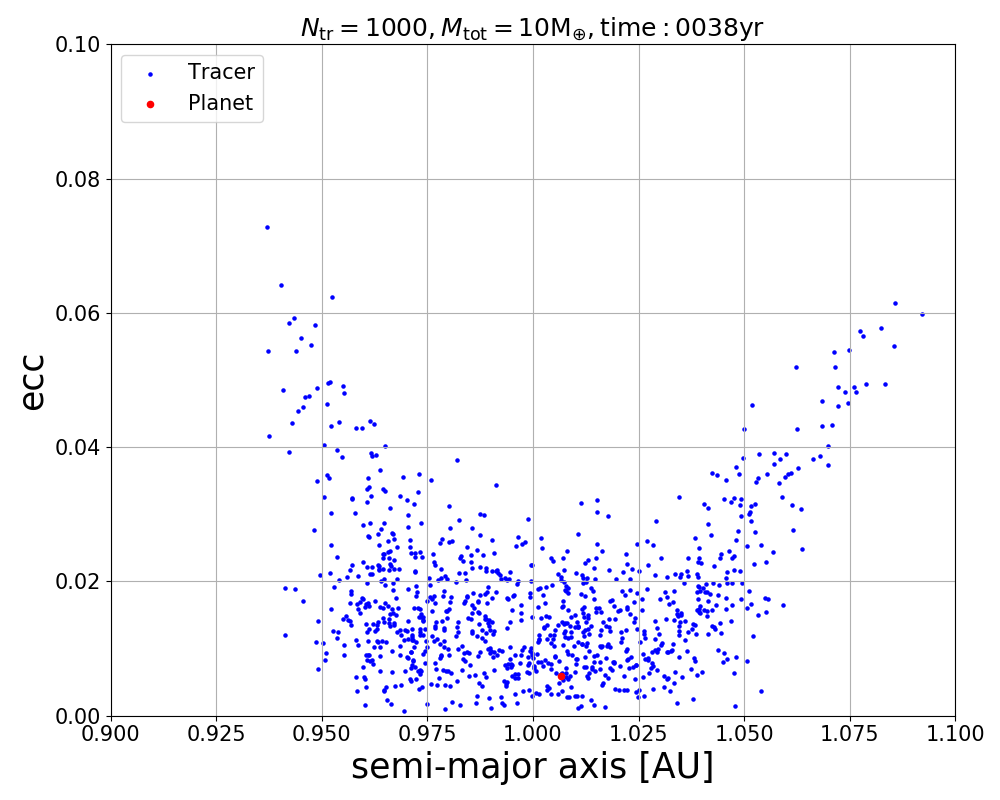 N_tr = 1000, M_tot = 10M_⊕, time : 0038yr
Tracer
Planet
0.10
0.08
0.06
0.04
0.02
0.00
ecc
0.900 0.925 0.950 0.975 1.000 1.025 1.050 1.075 1.100
semi-major axis [AU]